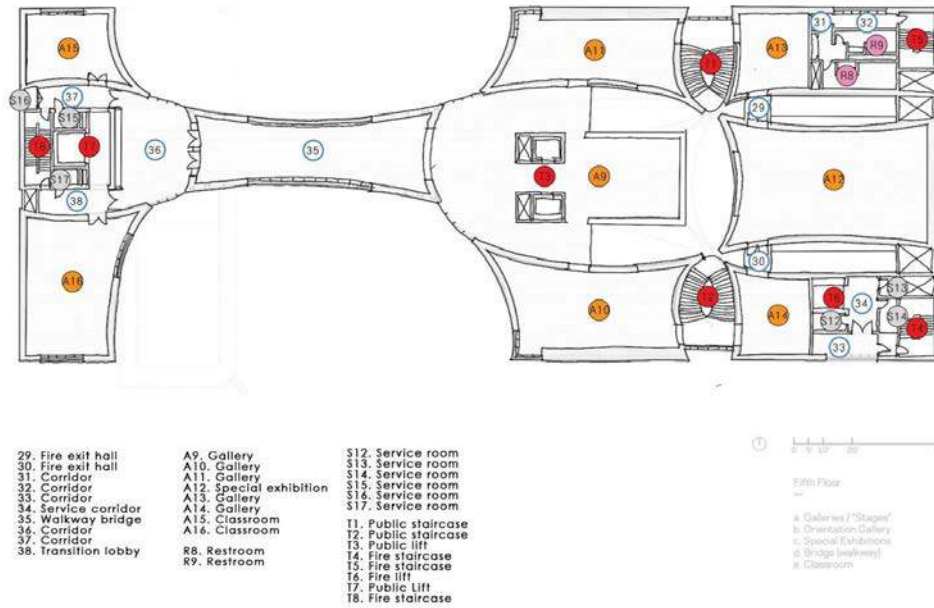 A15
A11
A13
31
32
R9
T5
T1
R8
S16
37
29
S15
T8
T7
36
35
T3
A9
A12
S17
38
30
A16
A10
T2
A14
T6
34
S13
S12
S14
T4
33
29. Fire exit hall
30. Fire exit hall
31. Corridor
32. Corridor
33. Corridor
34. Service corridor
35. Walkway bridge
36. Corridor
37. Corridor
38. Transition lobby
A9. Gallery
A10. Gallery
A11. Gallery
A12. Special exhibition
A13. Gallery
A14. Gallery
A15. Classroom
A16. Classroom
R8. Restroom
R9. Restroom
S12. Service room
S13. Service room
S14. Service room
S15. Service room
S16. Service room
S17. Service room
T1. Public staircase
T2. Public staircase
T3. Public lift
T4. Fire staircase
T5. Fire staircase
T6. Fire lift
T7. Public Lift
T8. Fire staircase
0 5 10 20
Fifth Floor
a. Galleries / "Stages"
b. Orientation Gallery
c. Special Exhibitions
d. Bridge (walkway)
e. Classroom